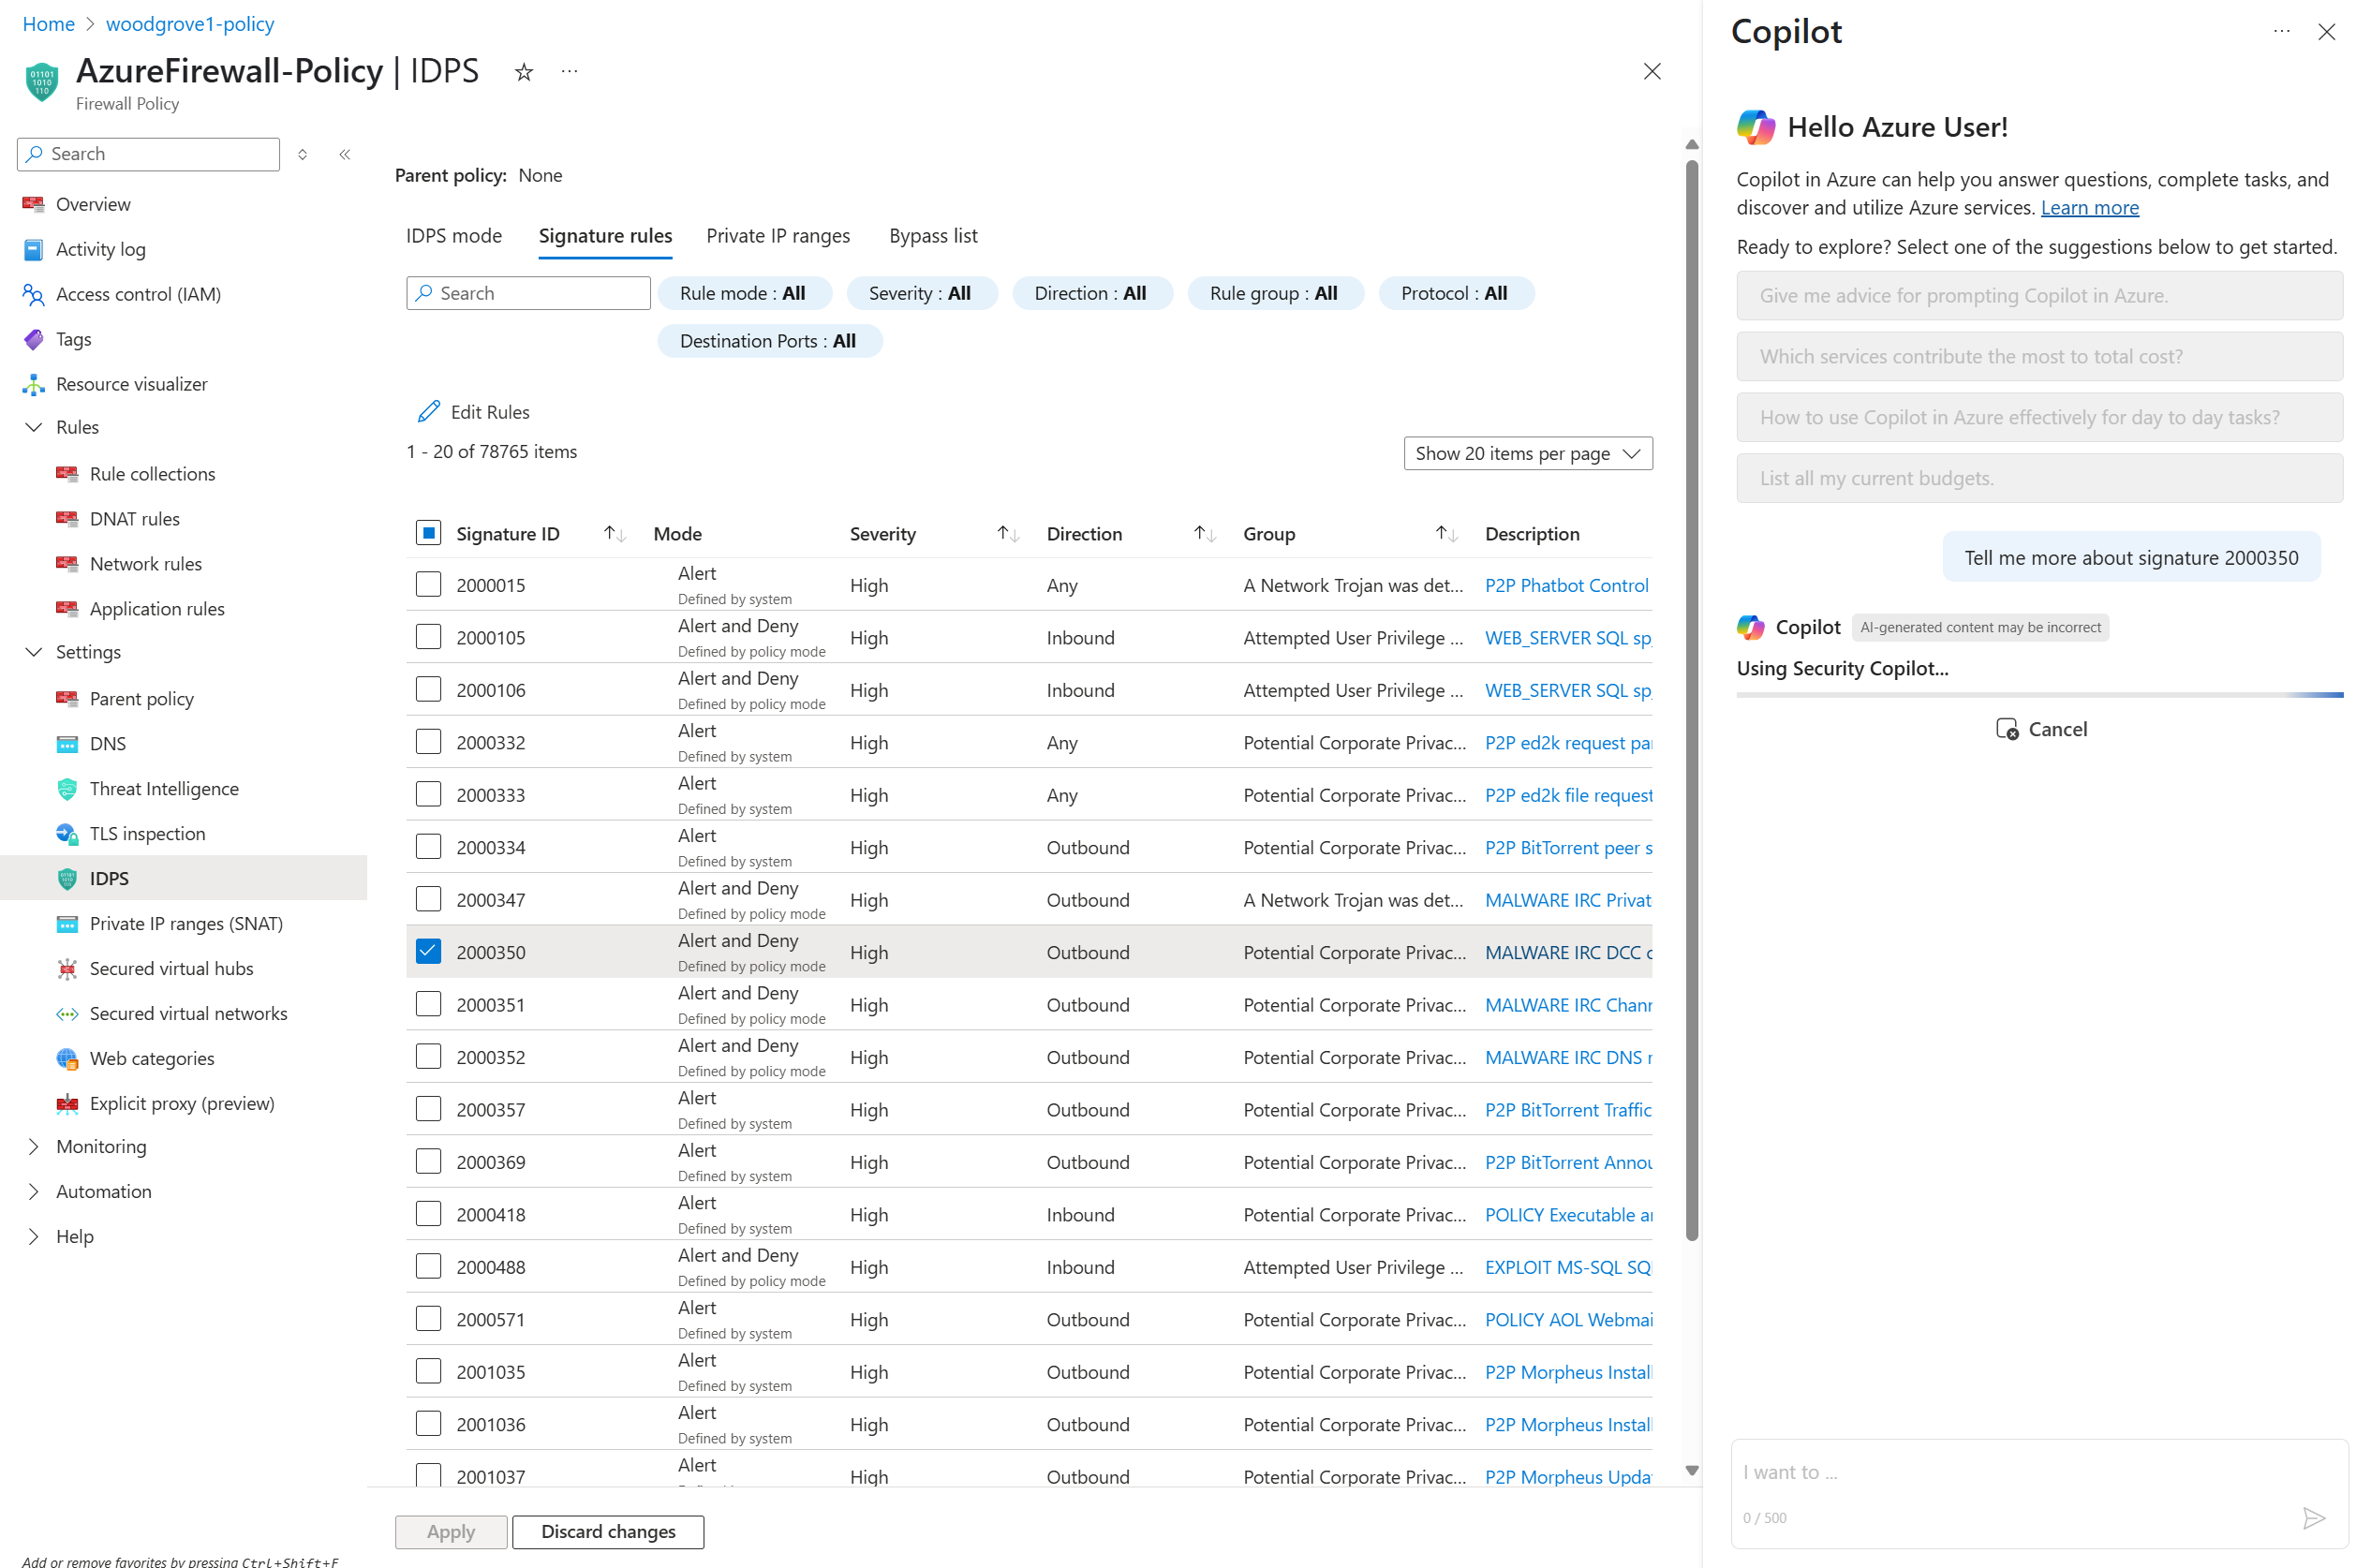 Home > woodgrove1-policy
AzureFirewall-Policy | IDPS
Firewall Policy
Search
Overview
Activity log
Access control (IAM)
Tags
Resource visualizer
Rules
Rule collections
DNAT rules
Network rules
Application rules
Settings
Parent policy
DNS
Threat Intelligence
TLS inspection
IDPS
Private IP ranges (SNAT)
Secured virtual hubs
Secured virtual networks
Web categories
Explicit proxy (preview)
Monitoring
Automation
Help
Add or remove favorites by pressing Ctrl+Shift+F
Parent policy: None
IDPS mode Signature rules Private IP ranges Bypass list
Search Rule mode : All Severity : All Direction : All Rule group : All Protocol : All
Destination Ports : All
Edit Rules
1 - 20 of 78765 items Show 20 items per page
Signature ID Mode Severity Direction Group Description
2000015 Alert Defined by system High Any A Network Trojan was det... P2P Phatbot Control
2000105 Alert and Deny Defined by policy mode High Inbound Attempted User Privilege ... WEB_SERVER SQL sp_
2000106 Alert and Deny Defined by policy mode High Inbound Attempted User Privilege ... WEB_SERVER SQL sp_
2000332 Alert Defined by system High Any Potential Corporate Privac... P2P ed2k request pa
2000333 Alert Defined by system High Any Potential Corporate Privac... P2P ed2k file request
2000334 Alert Defined by system High Outbound Potential Corporate Privac... P2P BitTorrent peer s
2000347 Alert and Deny Defined by policy mode High Outbound A Network Trojan was det... MALWARE IRC Privat
2000350 Alert and Deny Defined by policy mode High Outbound Potential Corporate Privac... MALWARE IRC DCC c
2000351 Alert and Deny Defined by policy mode High Outbound Potential Corporate Privac... MALWARE IRC Chann
2000352 Alert and Deny Defined by policy mode High Outbound Potential Corporate Privac... MALWARE IRC DNS r
2000357 Alert Defined by system High Outbound Potential Corporate Privac... P2P BitTorrent Traffic
2000369 Alert Defined by system High Outbound Potential Corporate Privac... P2P BitTorrent Annou
2000418 Alert Defined by system High Inbound Potential Corporate Privac... POLICY Executable a
2000488 Alert and Deny Defined by policy mode High Inbound Attempted User Privilege ... EXPLOIT MS-SQL SQ
2000571 Alert Defined by system High Outbound Potential Corporate Privac... POLICY AOL Webmai
2001035 Alert Defined by system High Outbound Potential Corporate Privac... P2P Morpheus Instal
2001036 Alert Defined by system High Outbound Potential Corporate Privac... P2P Morpheus Instal
2001037 Alert High Outbound Potential Corporate Privac... P2P Morpheus Upda
Apply Discard changes
Copilot
Hello Azure User!
Copilot in Azure can help you answer questions, complete tasks, and
discover and utilize Azure services. Learn more
Ready to explore? Select one of the suggestions below to get started.
Give me advice for prompting Copilot in Azure.
Which services contribute the most to total cost?
How to use Copilot in Azure effectively for day to day tasks?
List all my current budgets.
Tell me more about signature 2000350
Copilot AI-generated content may be incorrect
Using Security Copilot...
Cancel
I want to ...
0 / 500